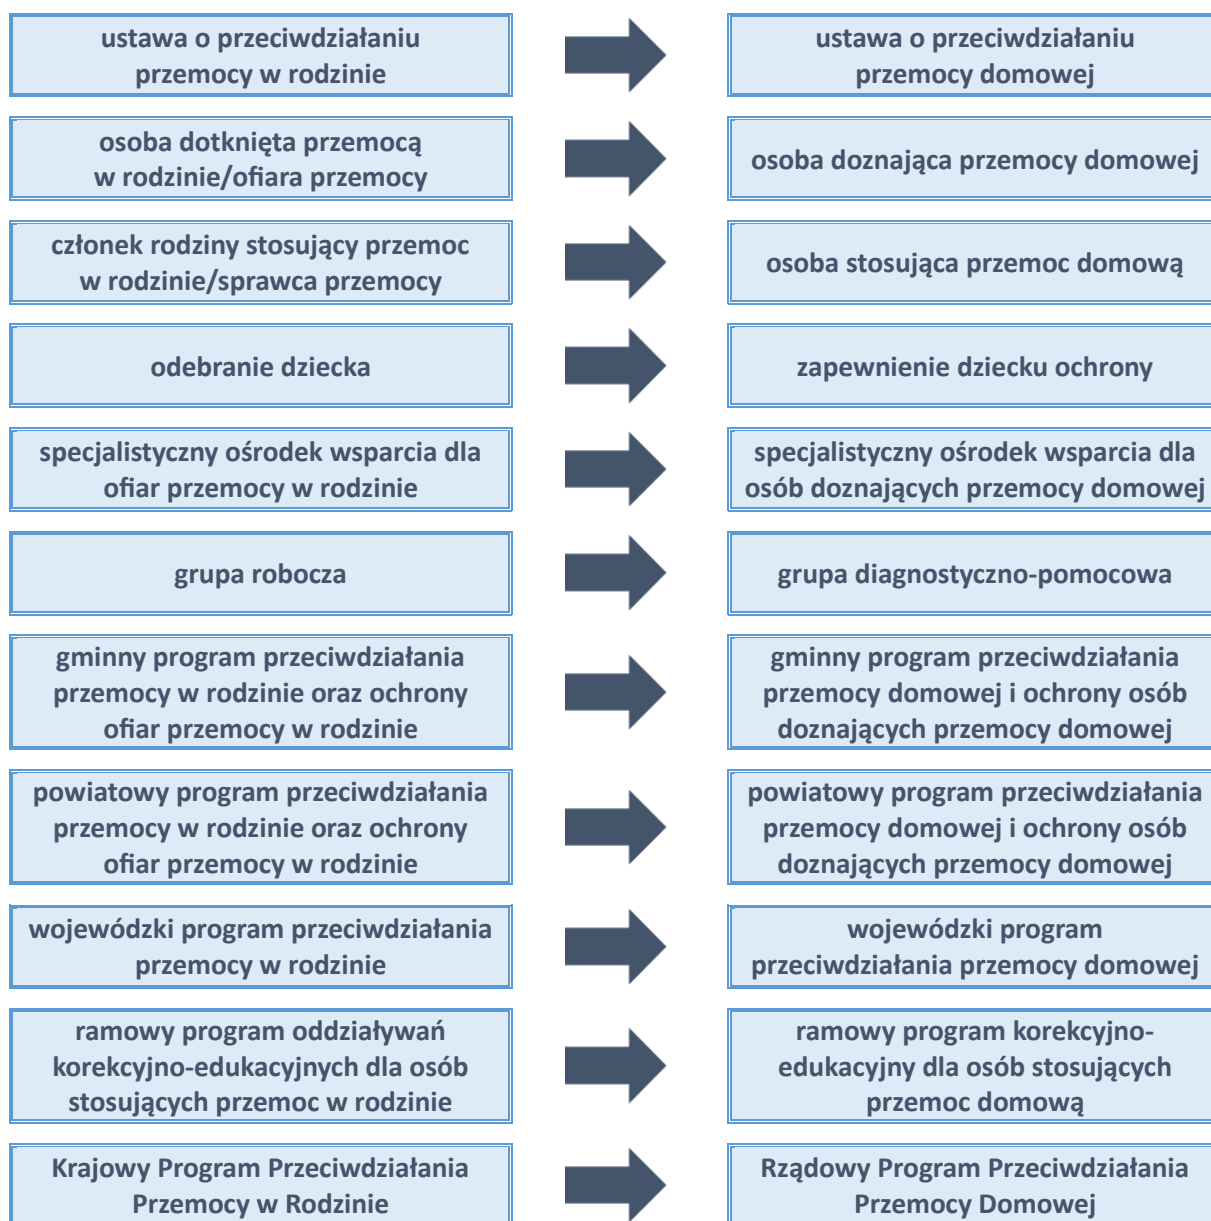 ustawa o przeciwdziałaniu
przemocy w rodzinie
ustawa o przeciwdziałaniu
przemocy domowej
osoba dotknięta przemocą
w rodzinie/ofiara przemocy
osoba doznająca przemocy domowej
członek rodziny stosujący przemoc
w rodzinie/sprawca przemocy
osoba stosująca przemoc domową
odebranie dziecka
zapewnienie dziecku ochrony
specjalistyczny ośrodek wsparcia dla
ofiar przemocy w rodzinie
specjalistyczny ośrodek wsparcia dla
osób doznających przemocy domowej
grupa robocza
grupa diagnostyczno-pomocowa
gminny program przeciwdziałania
przemocy w rodzinie oraz ochrony
ofiar przemocy w rodzinie
gminny program przeciwdziałania
przemocy domowej i ochrony osób
doznających przemocy domowej
powiatowy program przeciwdziałania
przemocy w rodzinie oraz ochrony
ofiar przemocy w rodzinie
powiatowy program przeciwdziałania
przemocy domowej i ochrony osób
doznających przemocy domowej
wojewódzki program przeciwdziałania
przemocy w rodzinie
wojewódzki program
przeciwdziałania przemocy domowej
ramowy program oddziaływań
korekcyjno-edukacyjnych dla osób
stosujących przemoc w rodzinie
ramowy program korekcyjno-
edukacyjny dla osób stosujących
przemoc domową
Krajowy Program Przeciwdziałania
Przemocy w Rodzinie
Rządowy Program Przeciwdziałania
Przemocy Domowej